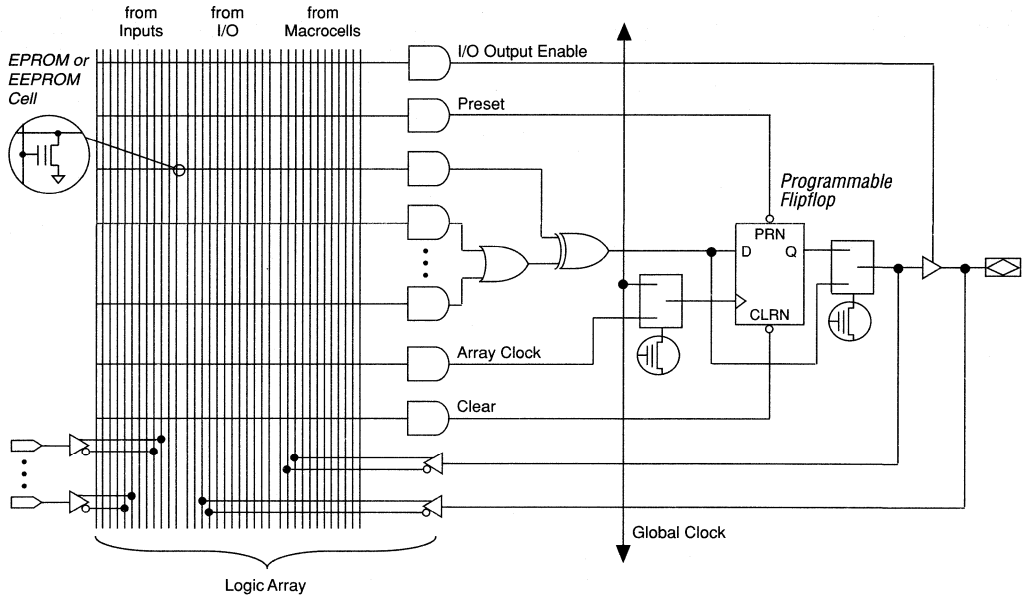 from
Inputs
from
I/O
from
Macrocells
EPROM or
EEPROM
Cell
I/O Output Enable
Preset
Programmable
Flipflop
PRN
D
Q
CLRN
Array Clock
Clear
Global Clock
Logic Array